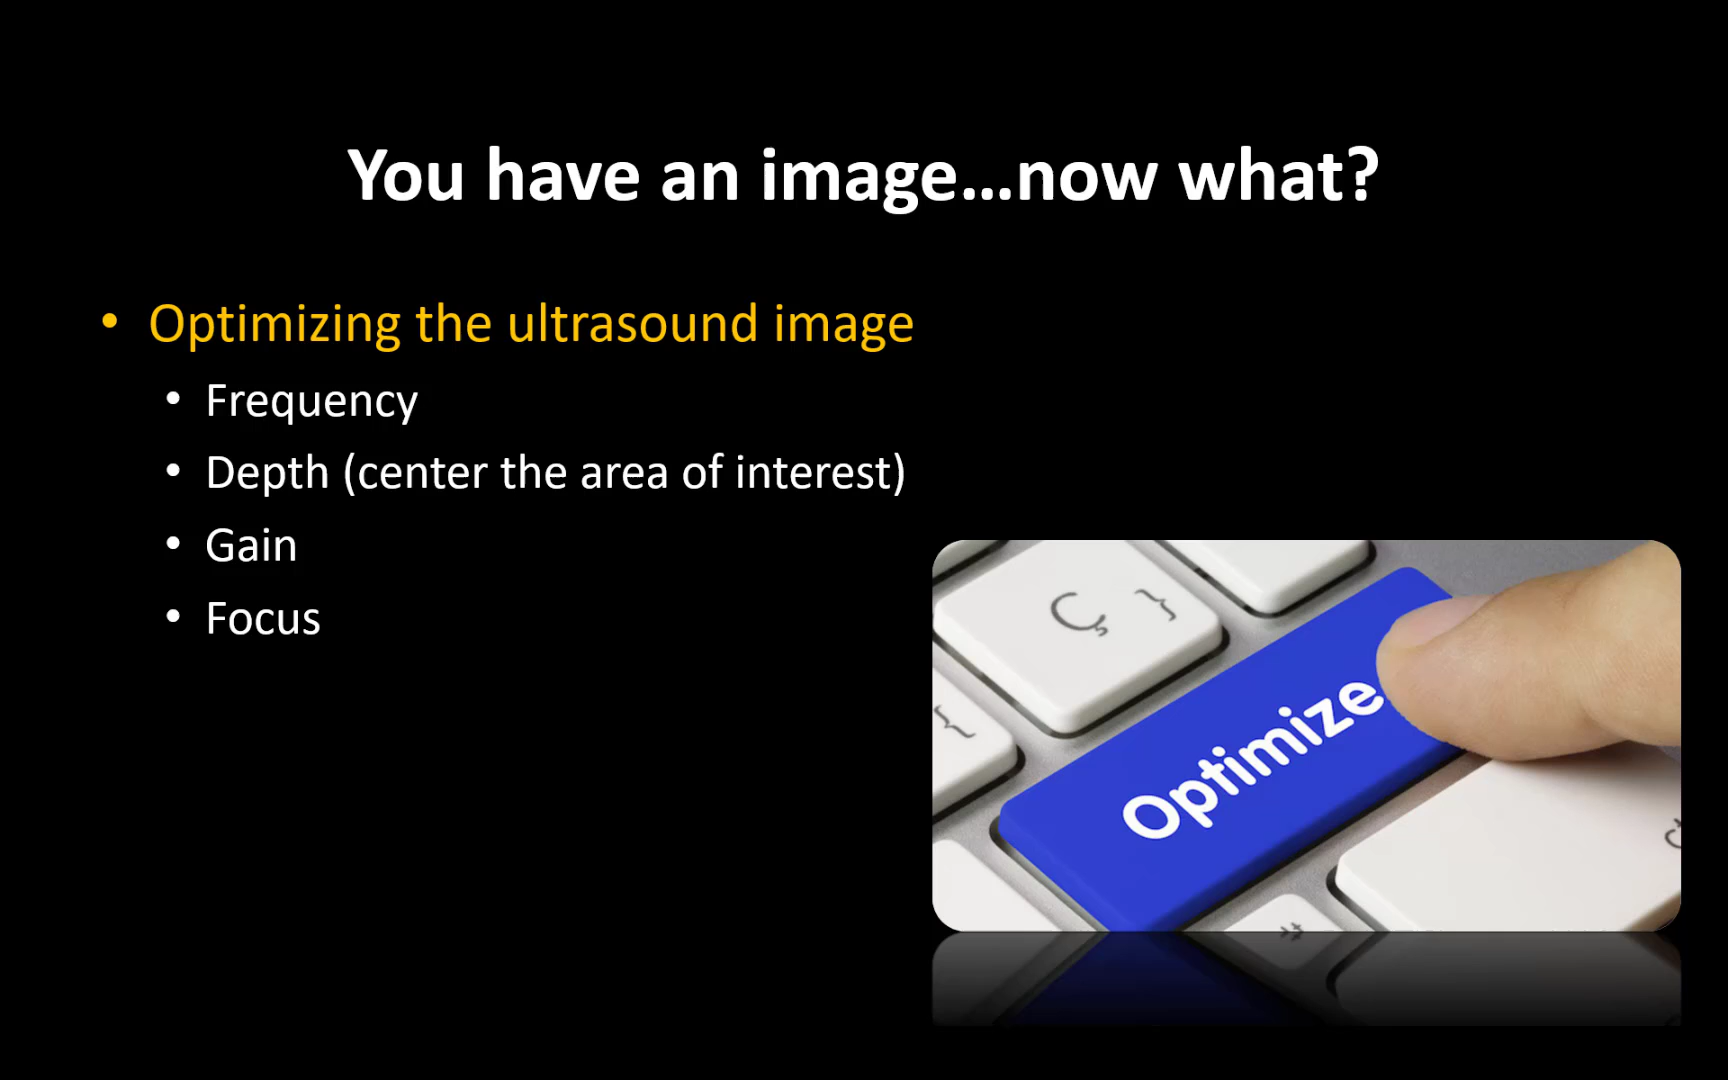 You have an image...now what?
• Optimizing the ultrasound image
• Frequency
• Depth (center the area of interest)
• Gain
• Focus
Ç }
{
Optimize